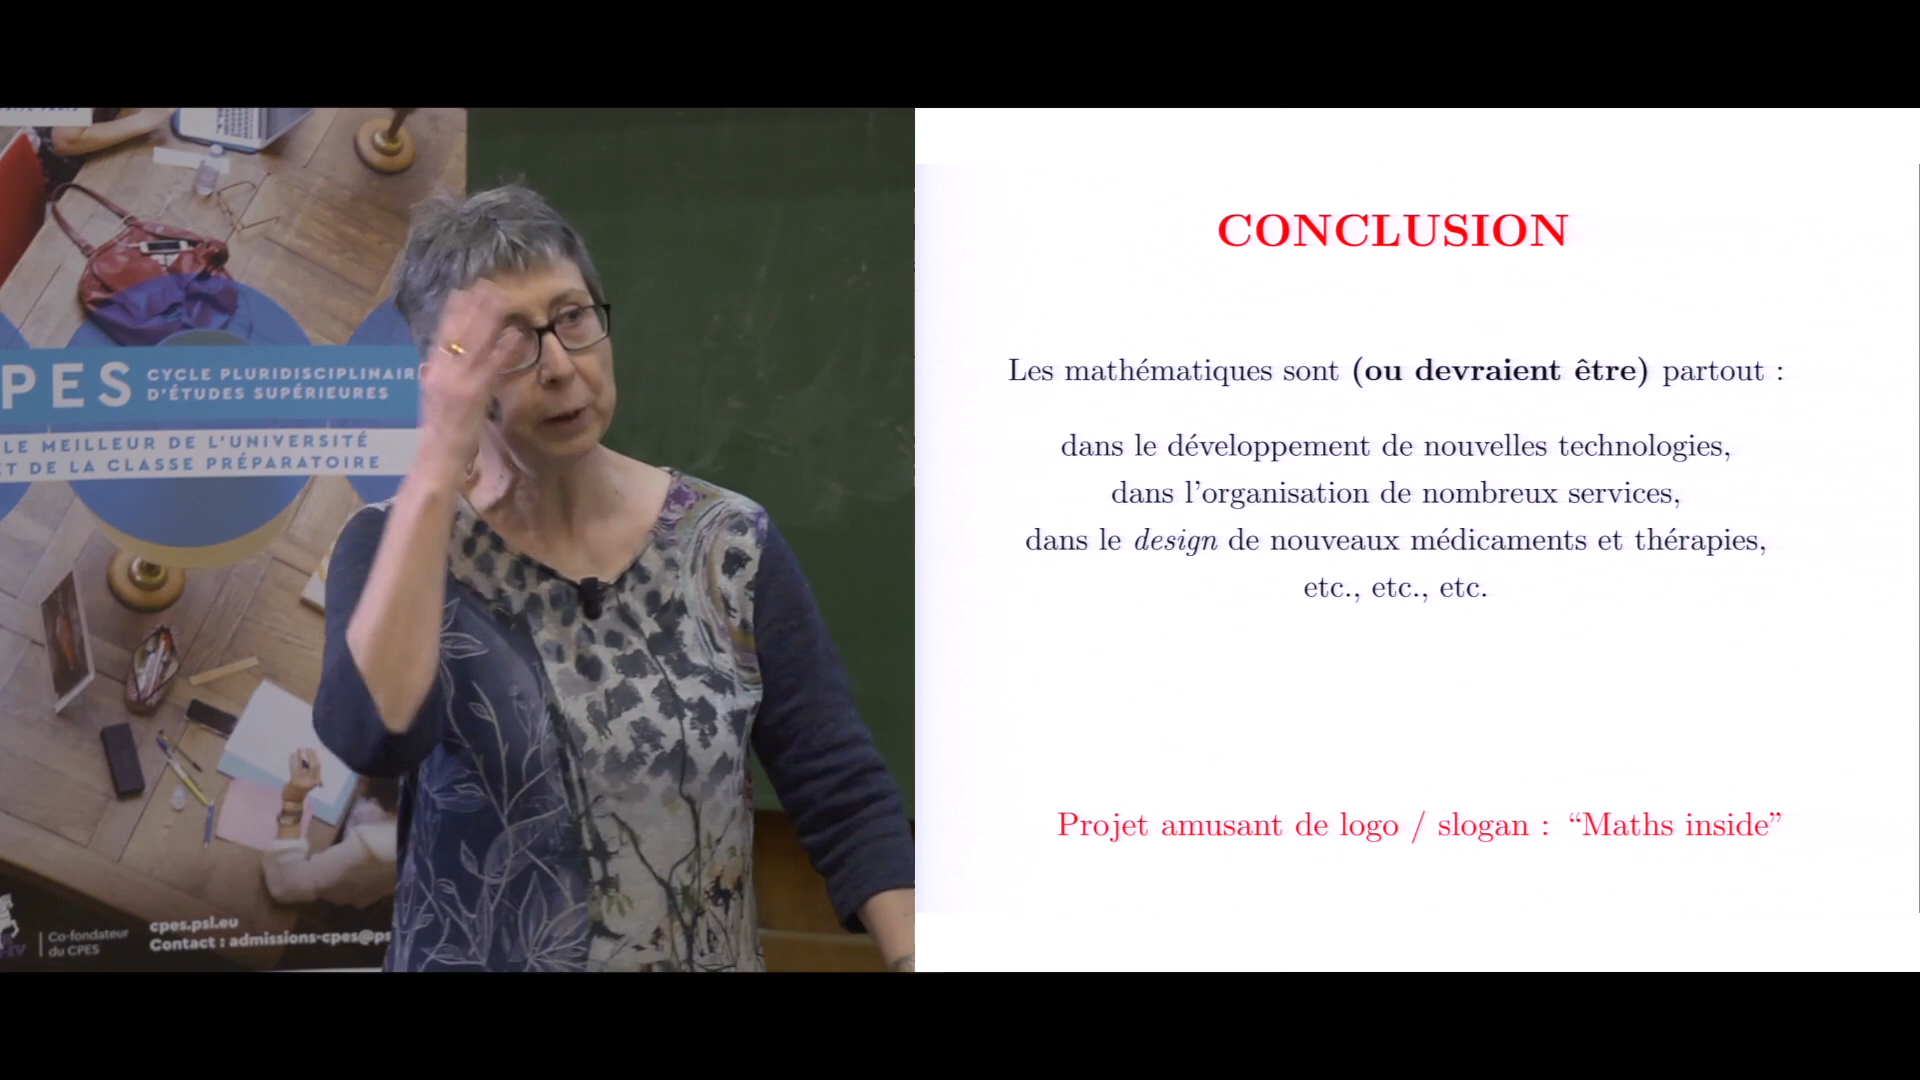 PES
CYCLE PLURIDISCIPLINAIR
D'ÉTUDES SUPÉRIEURES
LE MEILLEUR DE L'UNIVERSITÉ
ET DE LA CLASSE PRÉPARATOIRE
Co-fondateur
du CPES
cpes.psl.eu
Contact : admissions-cpes@ps
CONCLUSION
Les mathématiques sont (ou devraient être) partout :
dans le développement de nouvelles technologies,
dans l'organisation de nombreux services,
dans le design de nouveaux médicaments et thérapies,
etc., etc., etc.
Projet amusant de logo / slogan : “Maths inside”